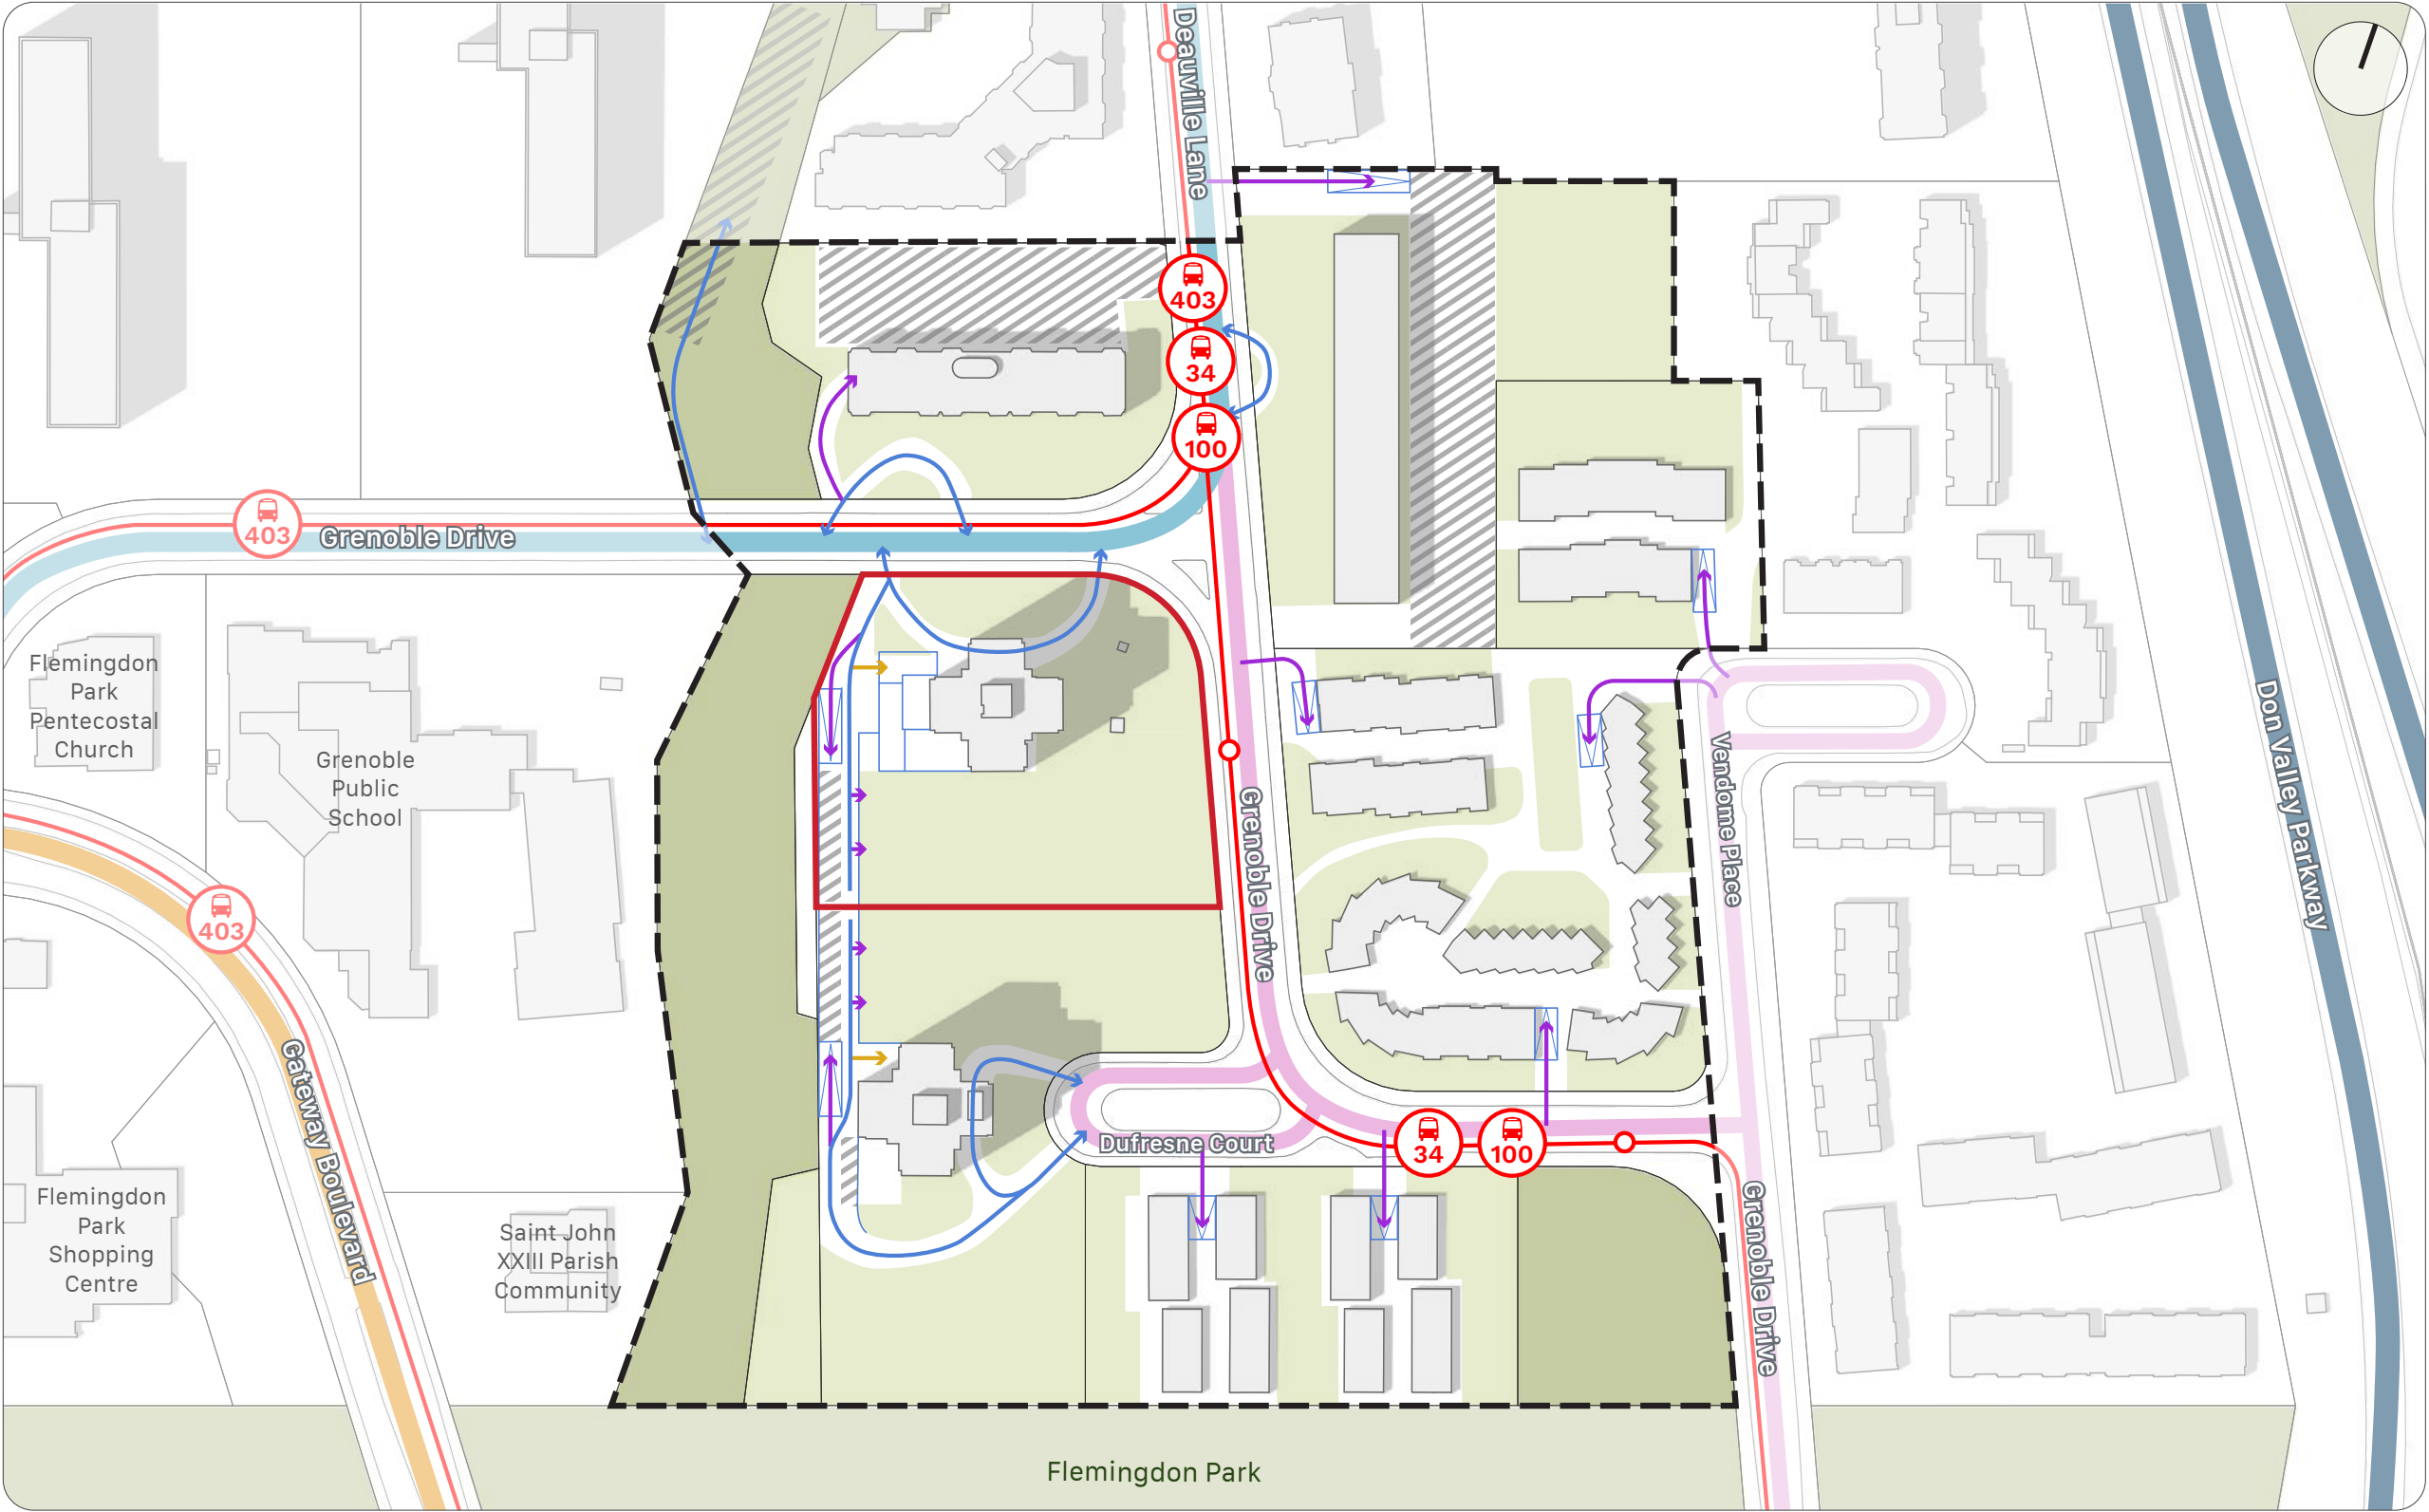 Deauville Lane
403
34
100
403
Grenoble Drive
Flemingdon
Park
Pentecostal
Church
Grenoble
Public
School
Don Valley Parkway
Vendome Place
Grenoble Drive
403
Gateway Boulevard
Dufresne Court
34
100
Flemingdon
Park
Shopping
Centre
Saint John
XXIII Parish
Community
Grenoble Drive
Flemingdon Park